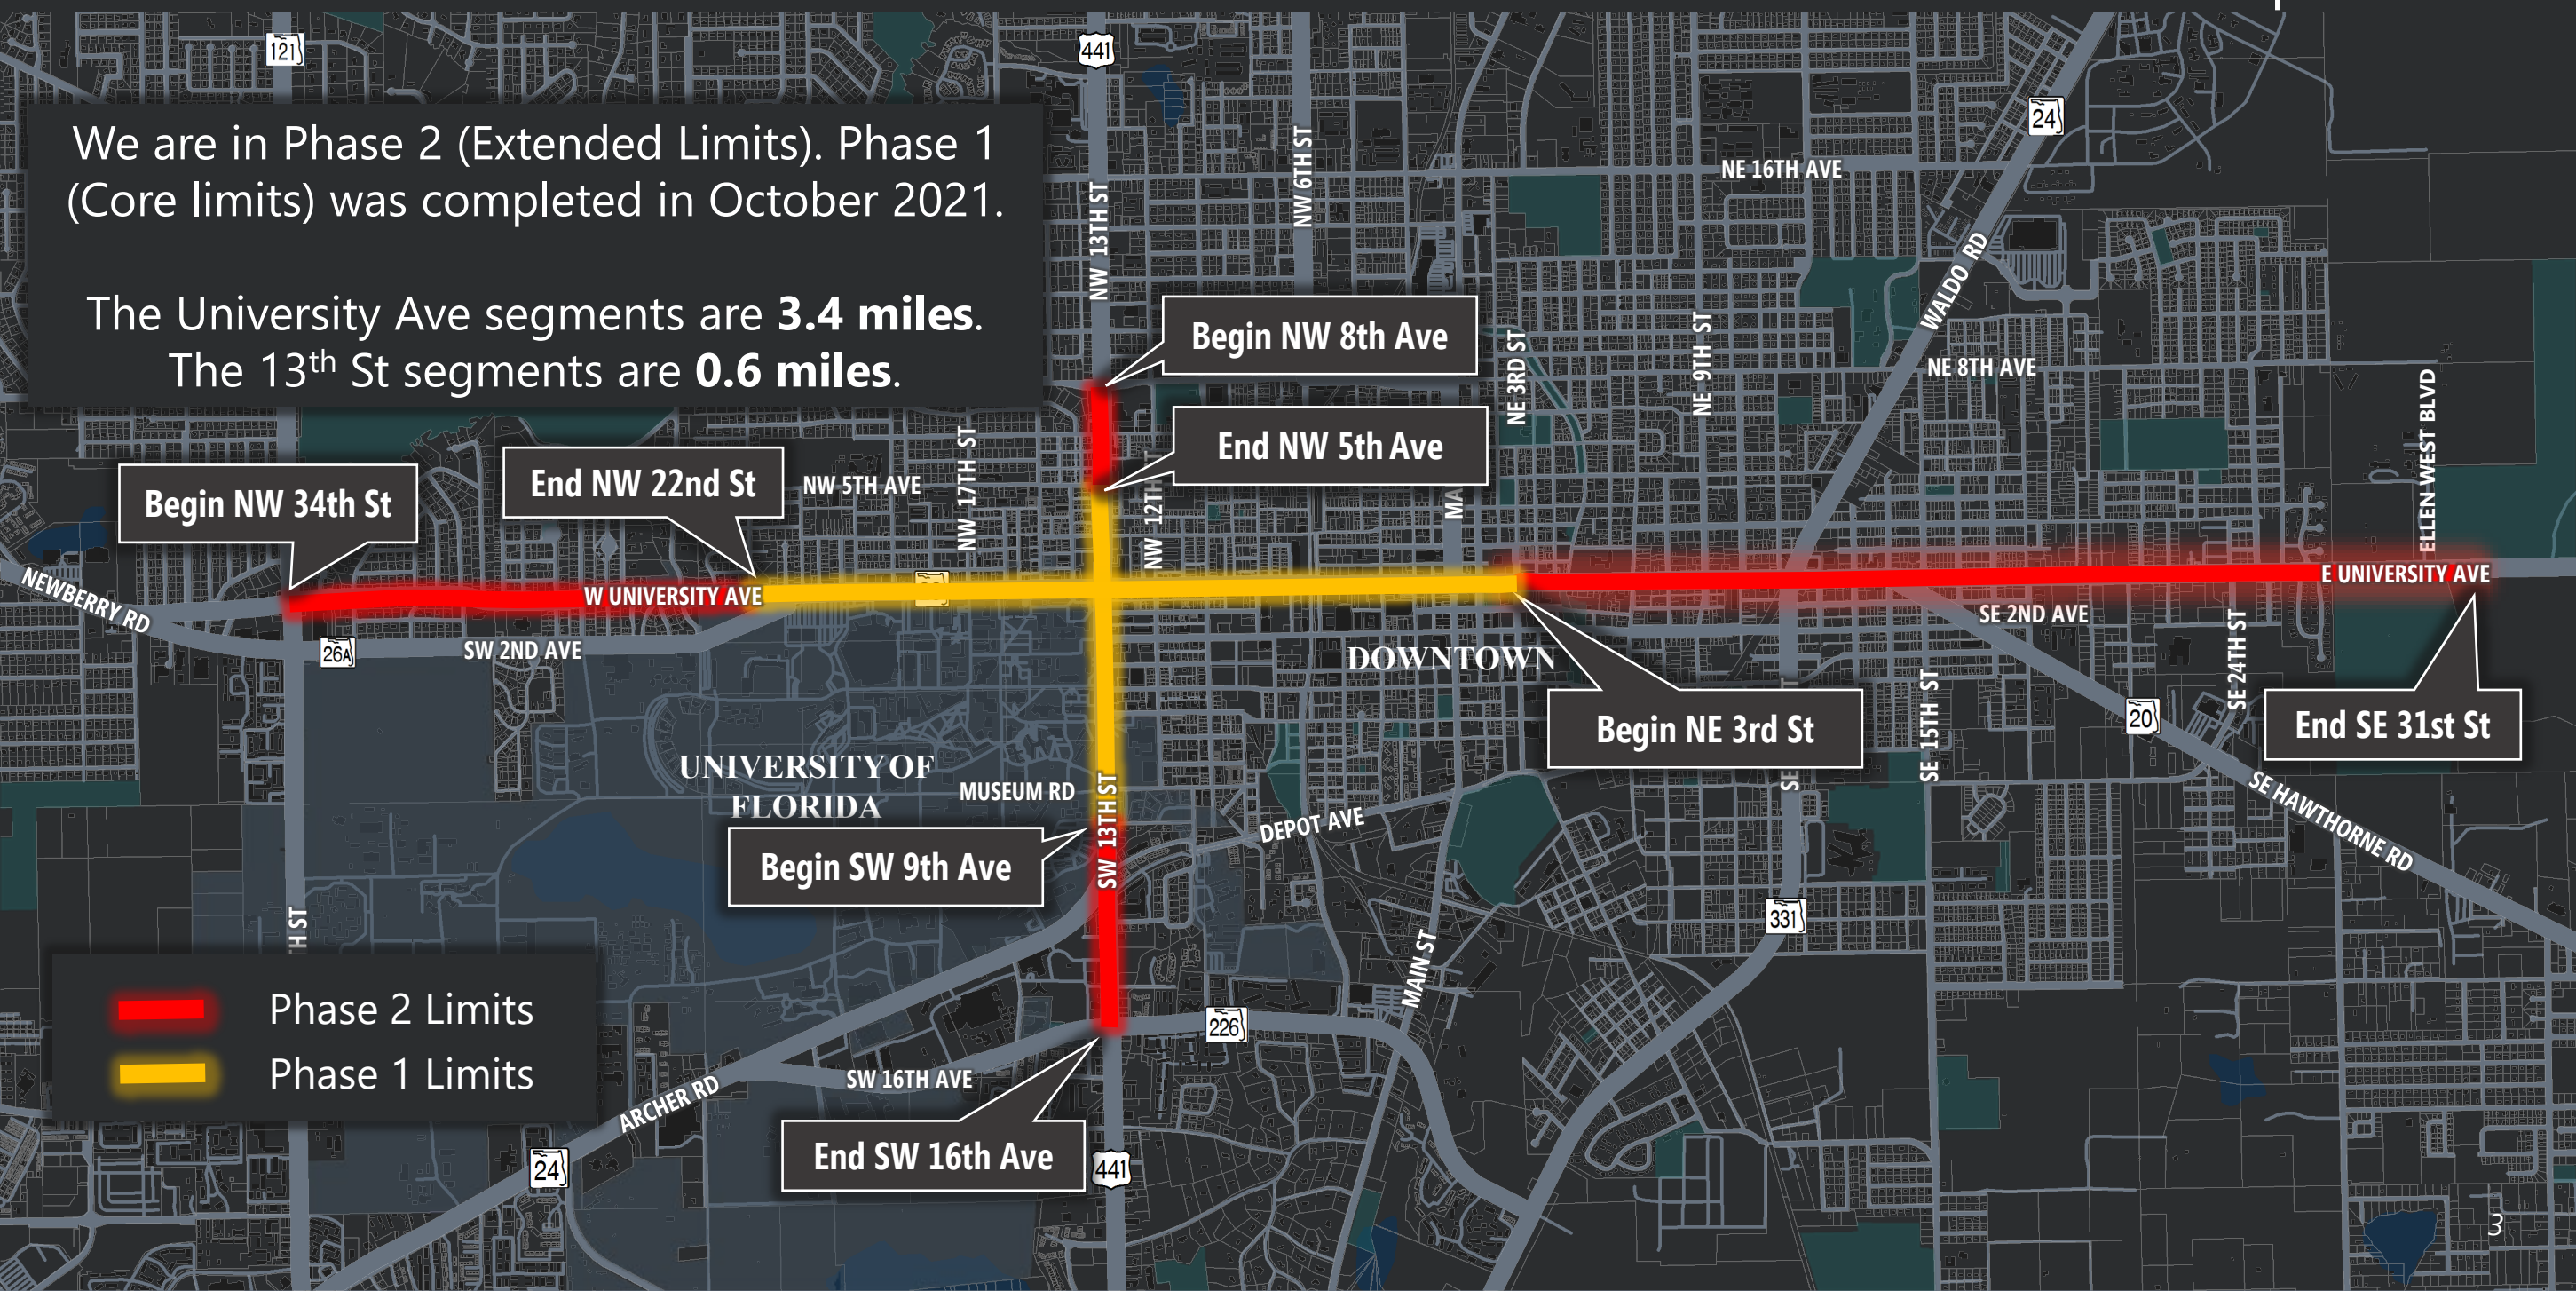 121
441
We are in Phase 2 (Extended Limits). Phase 1
(Core limits) was completed in October 2021.
The University Ave segments are 3.4 miles.
The 13th St segments are 0.6 miles.
24
NE 16TH AVE
NW 6TH ST
NW 13TH ST
WALDO RD
Begin NW 8th Ave
NE 3RD ST
NE 9TH ST
NE 8TH AVE
ELLEN WEST BLVD
End NW 5th Ave
Begin NW 34th St
End NW 22nd St
NW 5TH AVE
NW 17TH ST
NW 12TH
MA
NEWBERRY RD
W UNIVERSITY AVE
E UNIVERSITY AVE
26A
SW 2ND AVE
SE 2ND AVE
DOWNTOWN
SE 24TH ST
SE 15TH ST
20
Begin NE 3rd St
End SE 31st St
UNIVERSITY OF
FLORIDA
MUSEUM RD
SW 13TH ST
DEPOT AVE
SE HAWTHORNE RD
Begin SW 9th Ave
331
H ST
MAIN ST
Phase 2 Limits
Phase 1 Limits
226
SW 16TH AVE
ARCHER RD
End SW 16th Ave
24
441
3